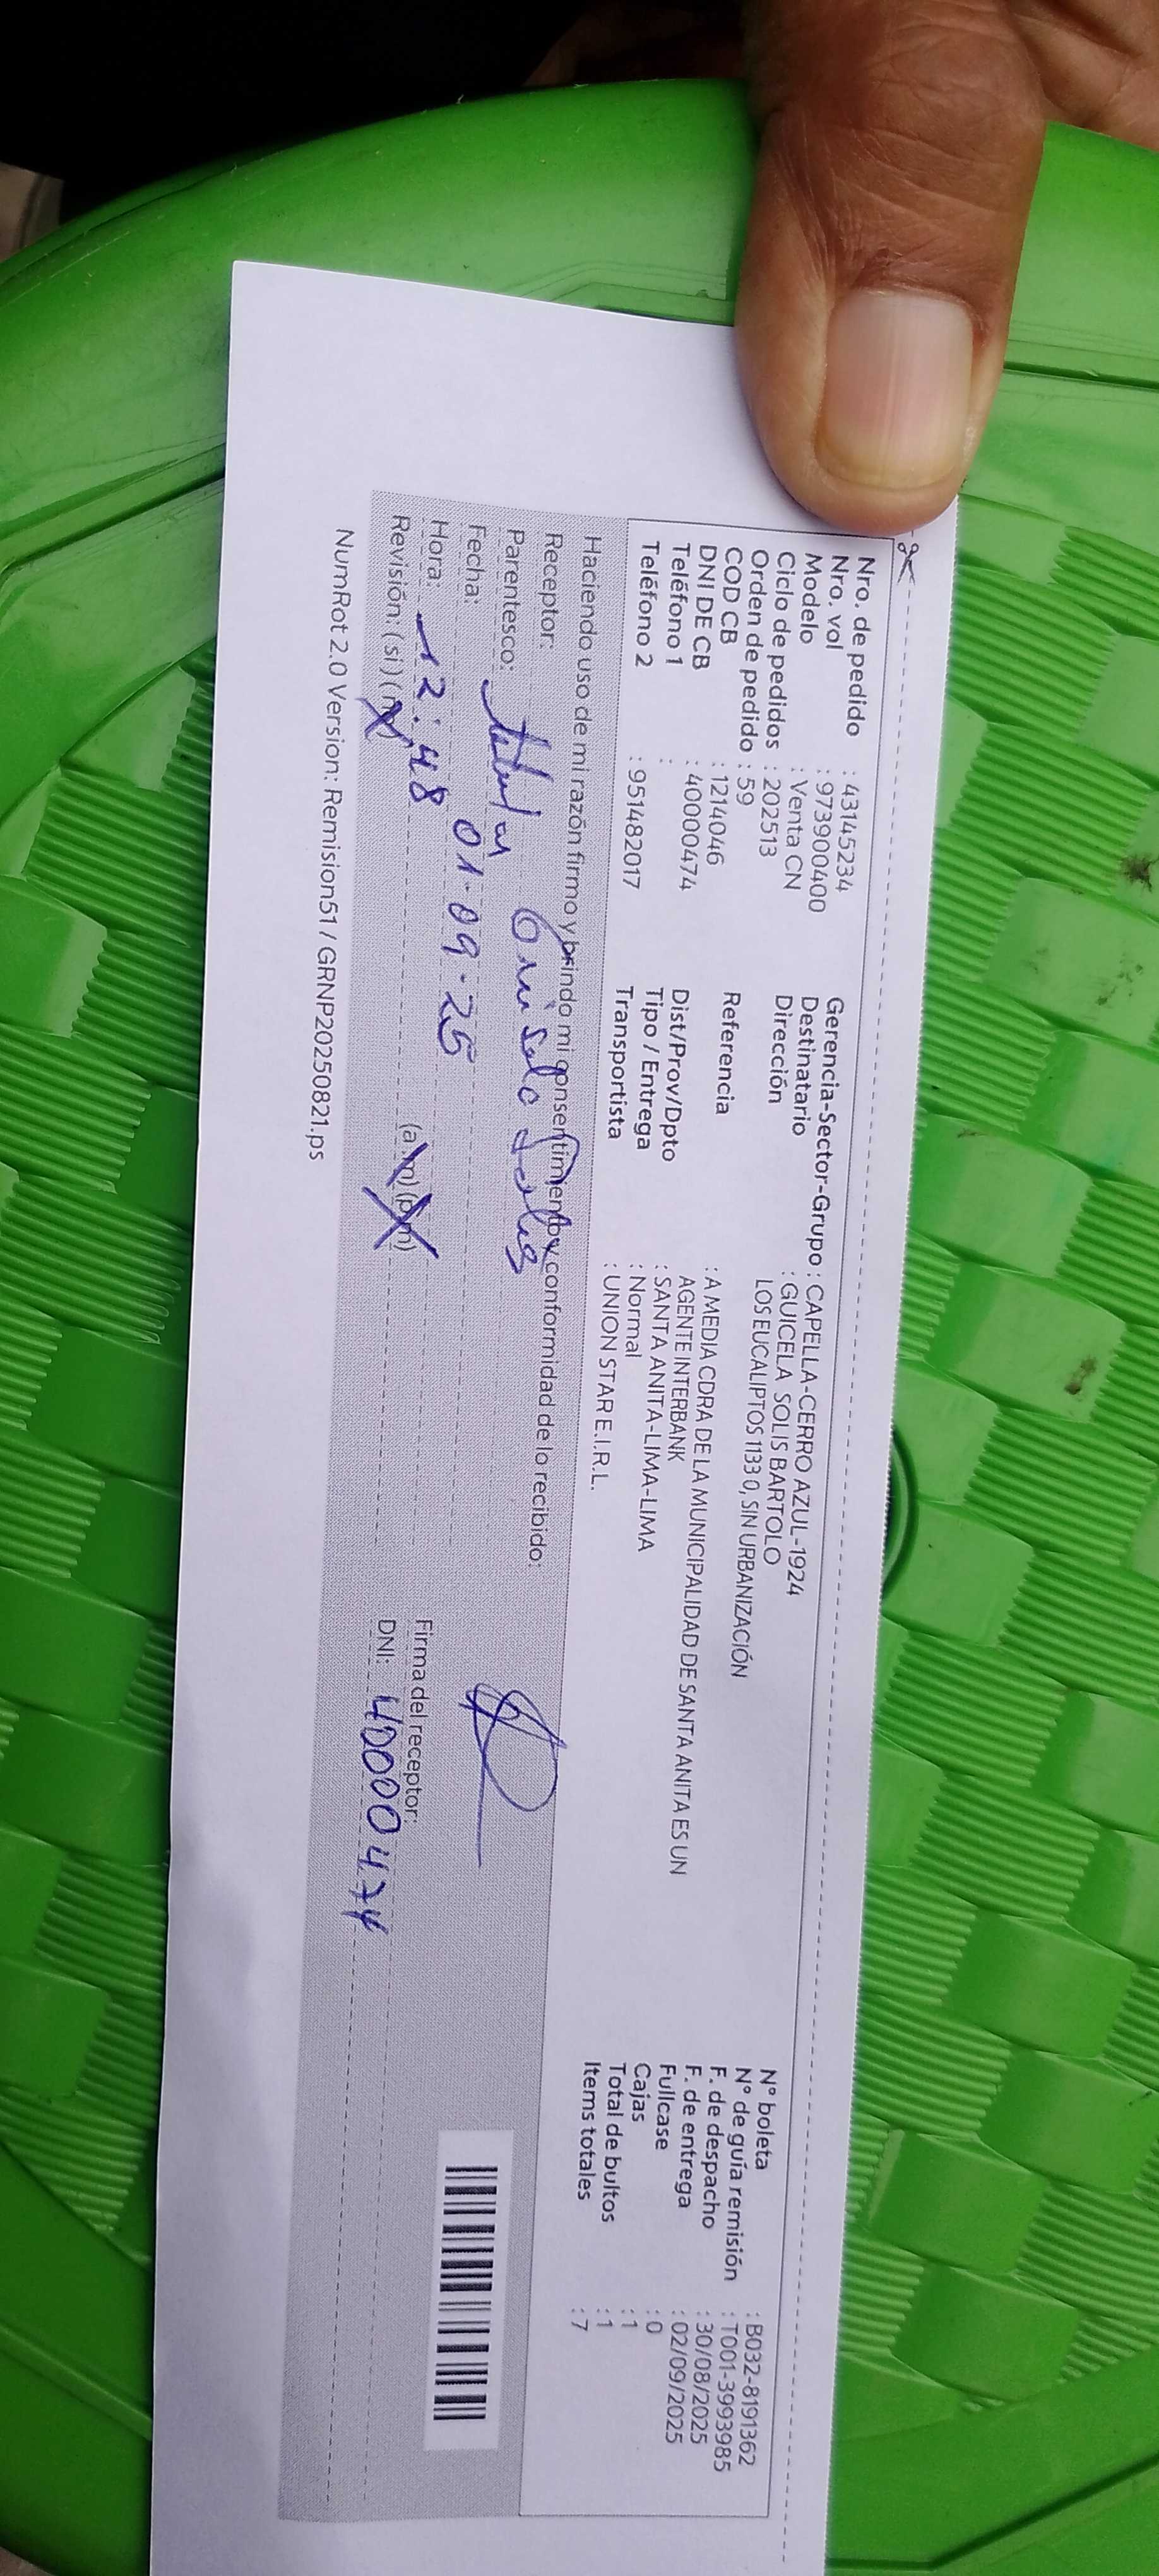 Nro. de pedido : 43145234
Nro. vol : 973900400
Modelo : Venta CN
Ciclo de pedidos : 202513
Orden de pedido : 59
COD CB : 1214046
DNI DE CB : 40000474
Teléfono 1 :
Teléfono 2 : 951482017
Gerencia-Sector-Grupo : CAPELLA-CERRO AZUL-1924
Destinatario : GUICELA SOLIS BARTOLO
Dirección : LOS EUCALIPTOS 1133 0, SIN URBANIZACIÓN
Referencia : A MEDIA CDRA DE LA MUNICIPALIDAD DE SANTA ANITA ES UN
AGENTE INTERBANK
Dist/Prov/Dpto : SANTA ANITA-LIMA-LIMA
Tipo / Entrega : Normal
Transportista : UNION STAR E.I.R.L.
N° boleta : B032-8191362
N° de guía remisión : T001-3993985
F. de despacho : 30/08/2025
F. de entrega : 02/09/2025
Fullcase : 0
Cajas : 1
Total de bultos : 1
Items totales : 7
Haciendo uso de mi razón firmo y brindo mi consentimiento y conformidad de lo recibido:
Receptor:
Parentesco:
Fecha: 01-09-25
Hora: 12:48 (a.m) (p.m)
Revisión: (si) (no)
Firma del receptor:
DNI: 40000474
NumRot 2.0 Version: Remision51 / GRNP20250821.ps